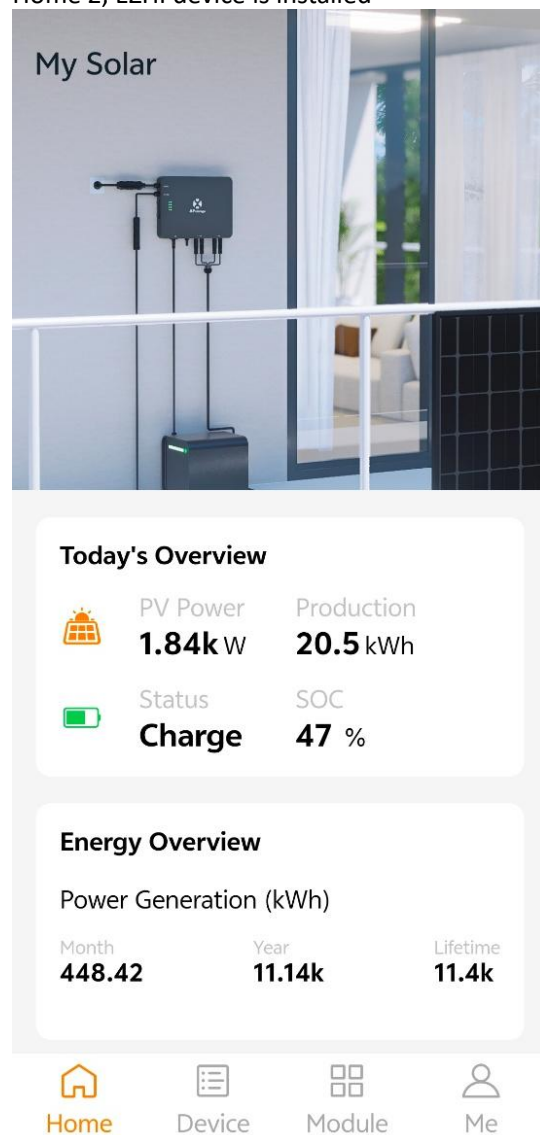 My Solar
Today's Overview
PV Power Production
1.84k W 20.5 kWh
Status SOC
Charge 47 %
Energy Overview
Power Generation (kWh)
Month Year Lifetime
448.42 11.14k 11.4k
Home Device Module Me